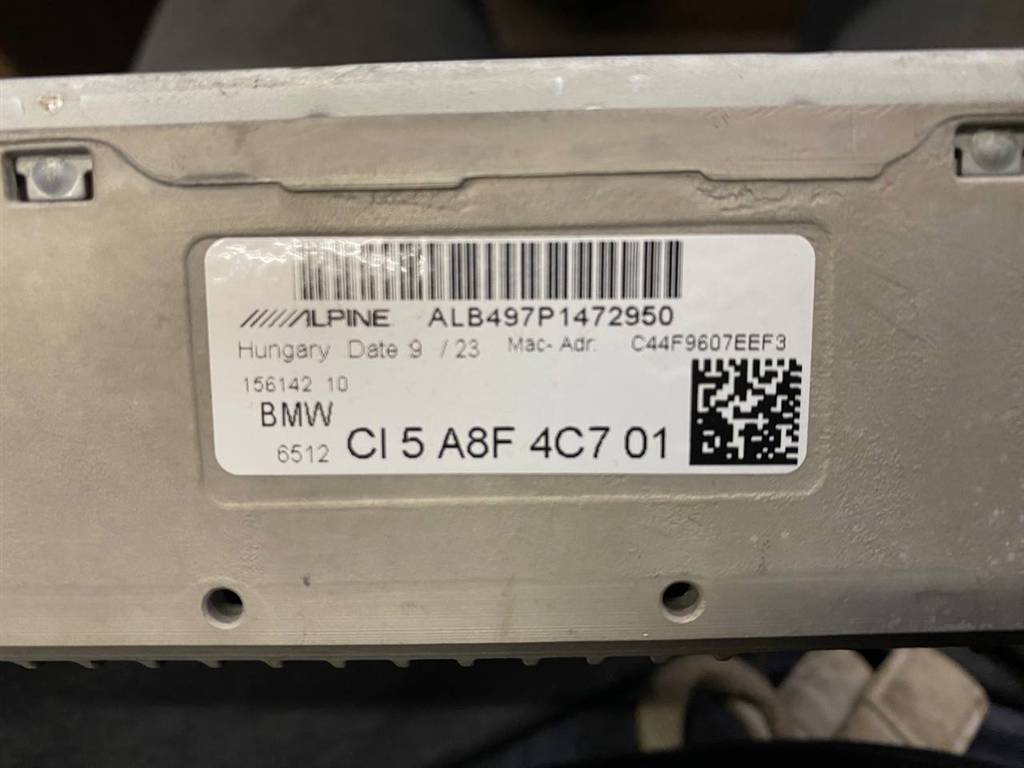 ALPINE ALB497P1472950
Hungary Date 9 / 23 Mac- Adr: C44F9607EEF3
156142 10
BMW
6512 CI 5 A8F 4C7 01